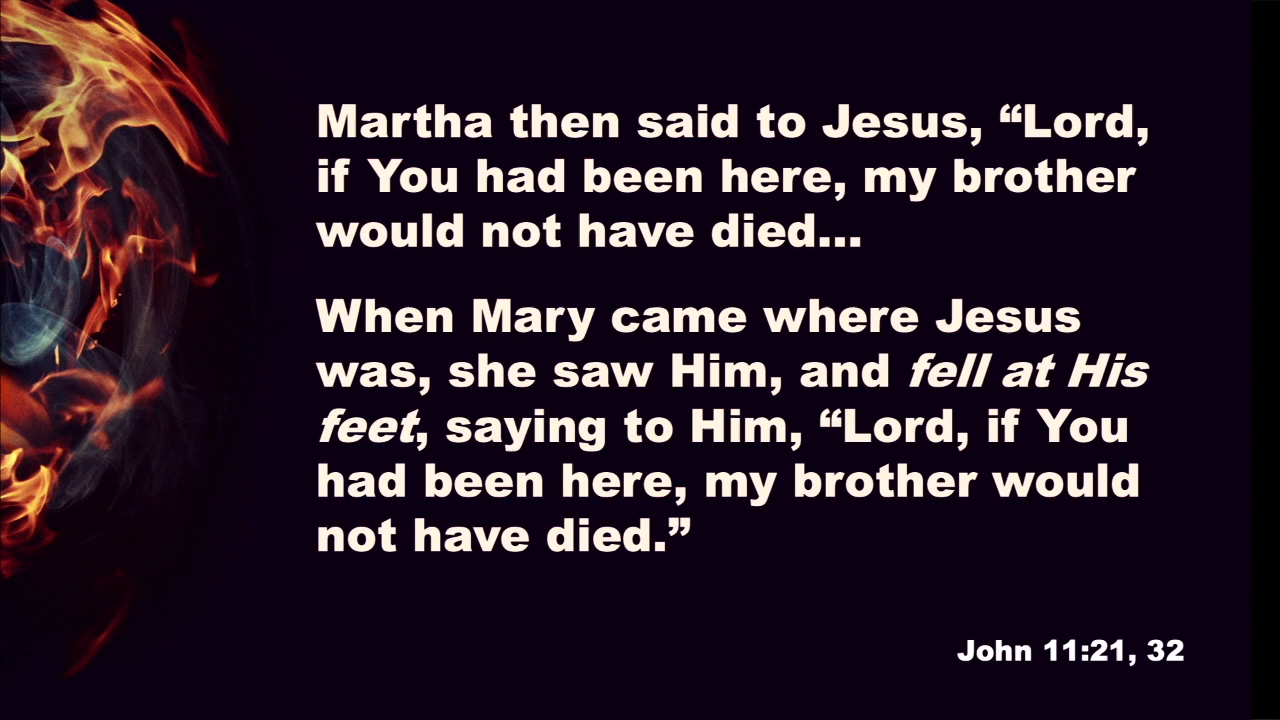 Martha then said to Jesus, “Lord,
if You had been here, my brother
would not have died...
When Mary came where Jesus
was, she saw Him, and fell at His
feet, saying to Him, “Lord, if You
had been here, my brother would
not have died.”
John 11:21, 32